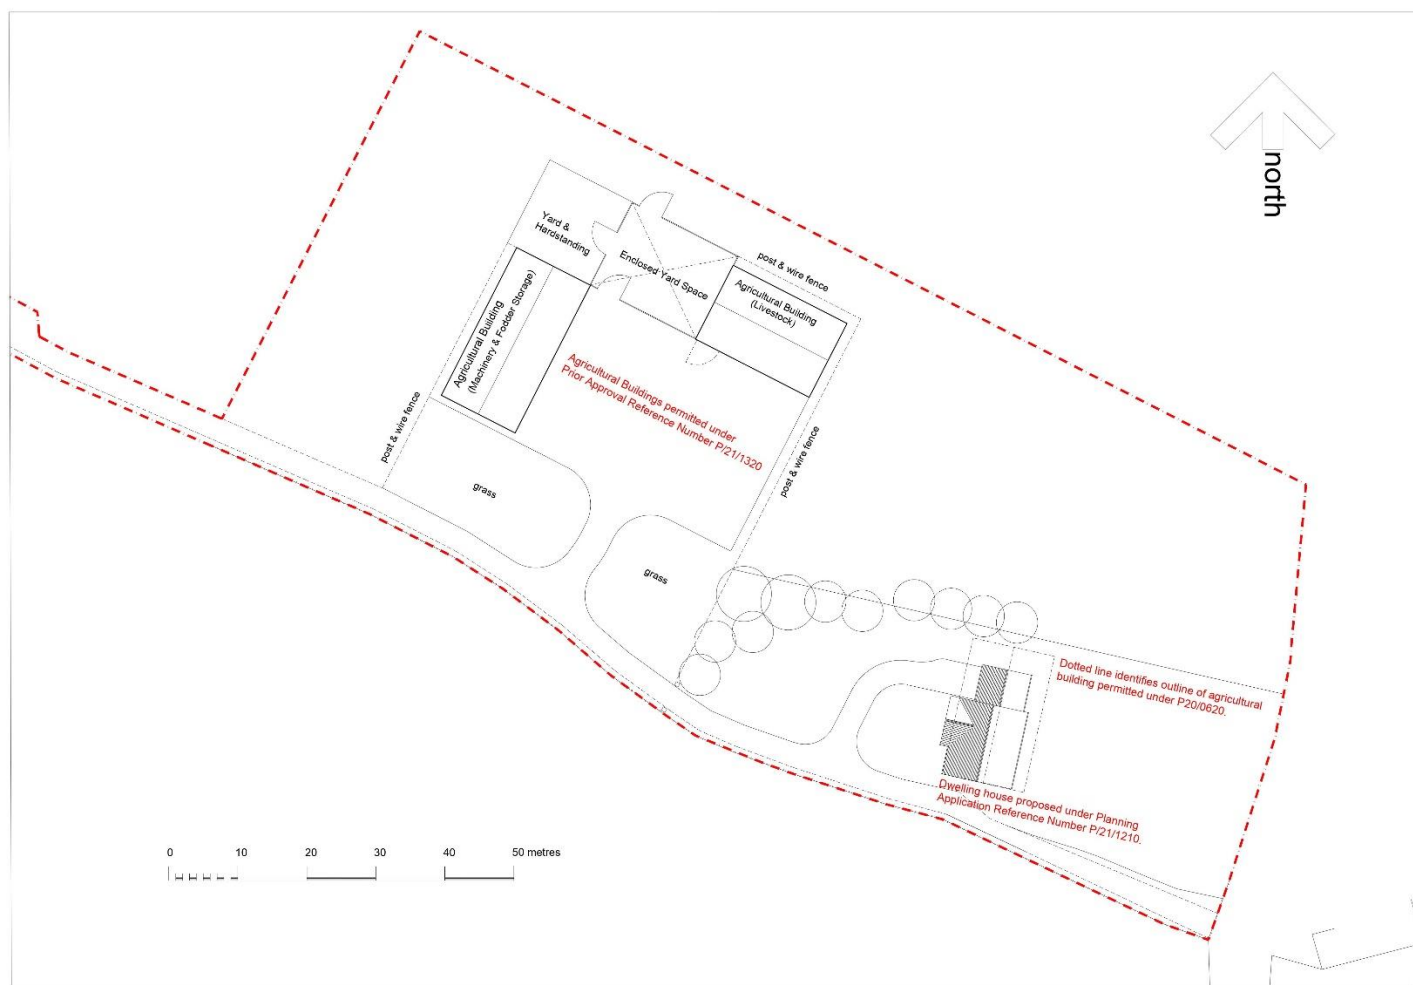 north
Yard &
Hardstanding
Enclosed Yard Space
post & wire fence
Agricultural Building
(Livestock)
Agricultural Building
(Machinery & Fodder Storage)
Agricultural Buildings permitted under
Prior Approval Reference Number P/21/1320
post & wire fence
post & wire fence
grass
grass
Dotted line identifies outline of agricultural
building permitted under P20/0620.
Dwelling house proposed under Planning
Application Reference Number P/21/1210.
0 10 20 30 40 50 metres